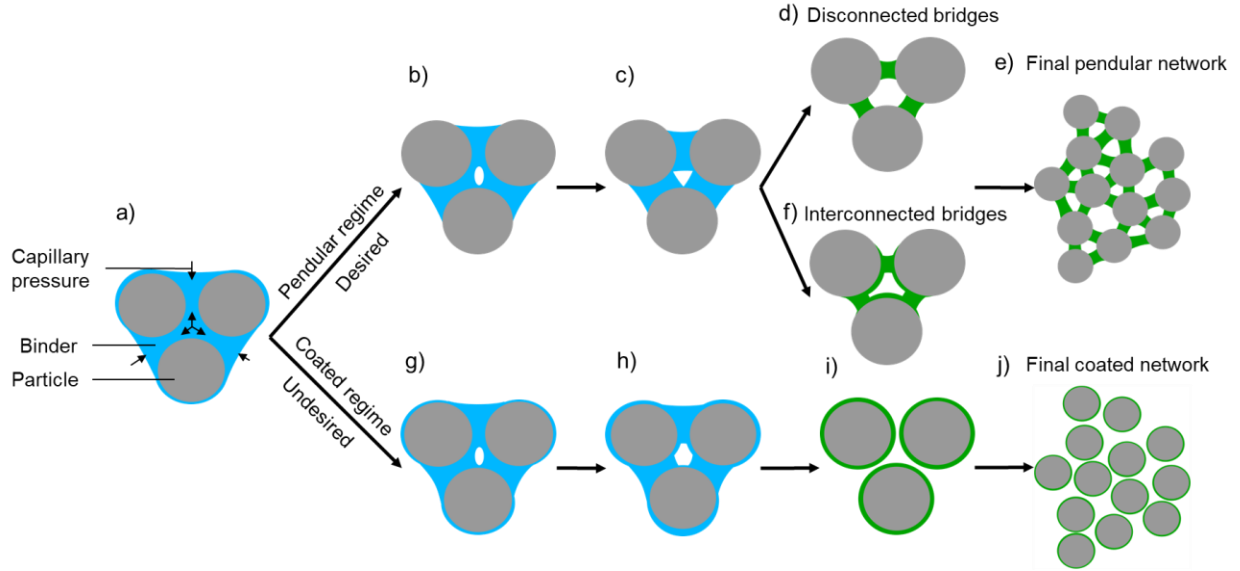 a)
Capillary
pressure
Binder
Particle
Pendular regime
Desired
Coated regime
Undesired
b)
c)
d) Disconnected bridges
e) Final pendular network
f) Interconnected bridges
g)
h)
i)
j) Final coated network